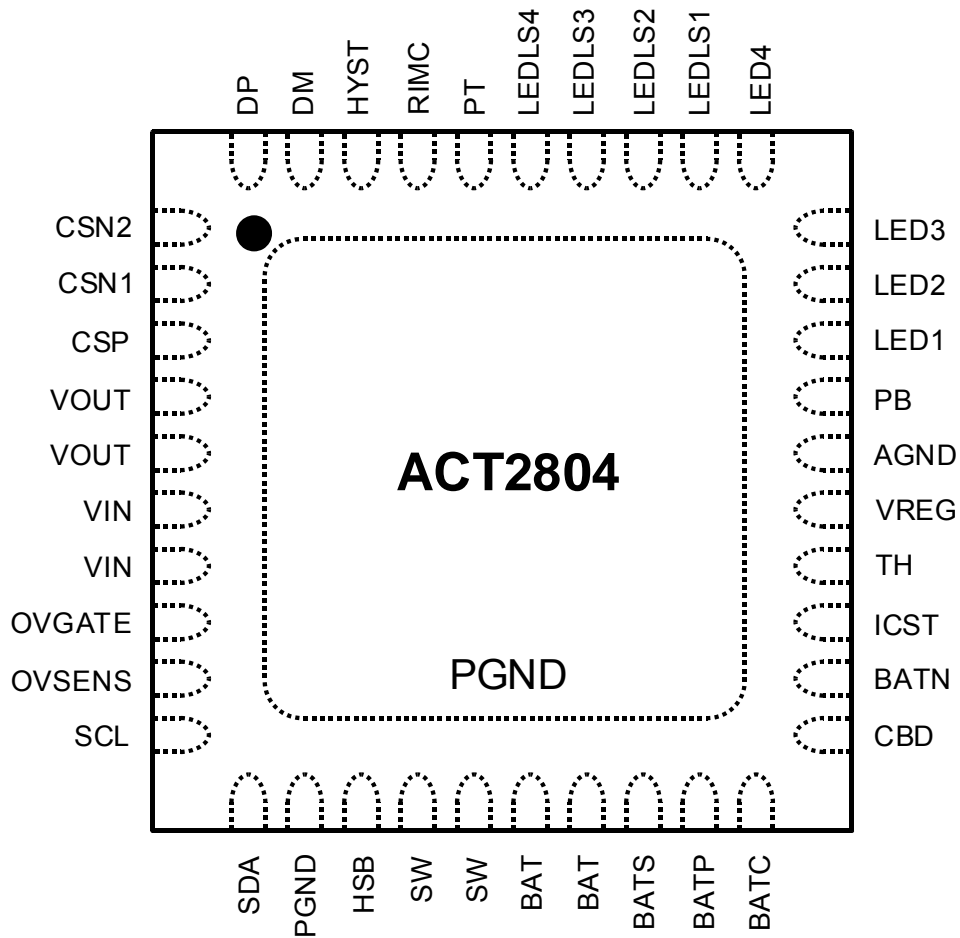 DP
DM
HYST
RIMC
PT
LEDLS4
LEDLS3
LEDLS2
LEDLS1
LED4
CSN2
CSN1
CSP
VOUT
VOUT
VIN
VIN
OVGATE
OVSENS
SCL
ACT2804
PGND
LED3
LED2
LED1
PB
AGND
VREG
TH
ICST
BATN
CBD
SDA
PGND
HSB
SW
SW
BAT
BAT
BATS
BATP
BATC